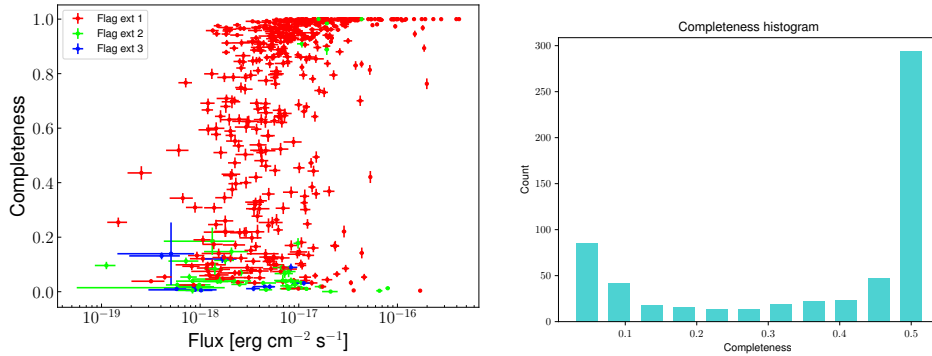 Flag ext 1
Flag ext 2
Flag ext 3
1.0
0.8
0.6
0.4
0.2
0.0
Completeness
10⁻¹⁹
10⁻¹⁸
10⁻¹⁷
10⁻¹⁶
Flux [erg cm⁻² s⁻¹]
Completeness histogram
300
250
200
150
100
50
0
Count
0.1
0.2
0.3
0.4
0.5
Completeness